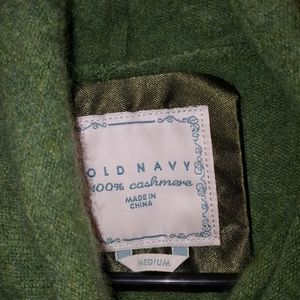 OLD NAVY
100% cashmere
MADE IN
CHINA
MEDIUM